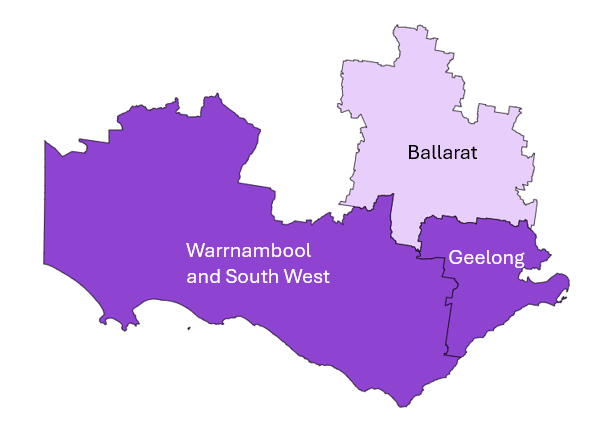 Ballarat
Warrnambool
and South West
Geelong